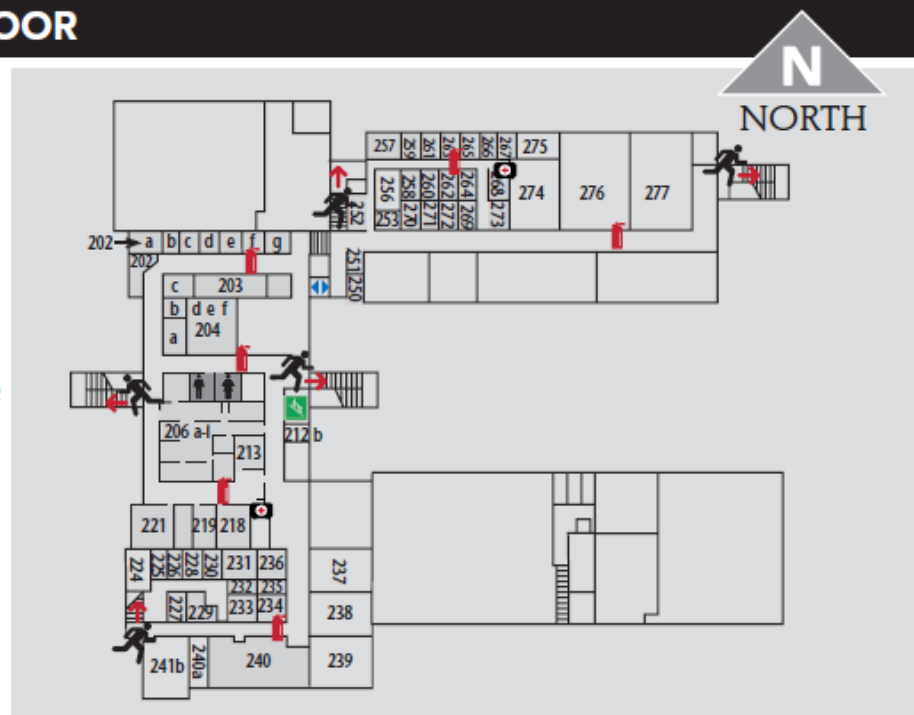 OOR
N
NORTH
257 259 261 263 265 266 267 275
256 258 260 262 264 268 274 276 277
253 270 271 272 269 273
252
202 a b c d e f g
202
251 250
c 203
b d e f
a 204
206 a-i
212 b
213
221 219 218
224 225 226 228 230 231 236 237
232 235
227 229 233 234 238
241b 240a 240 239